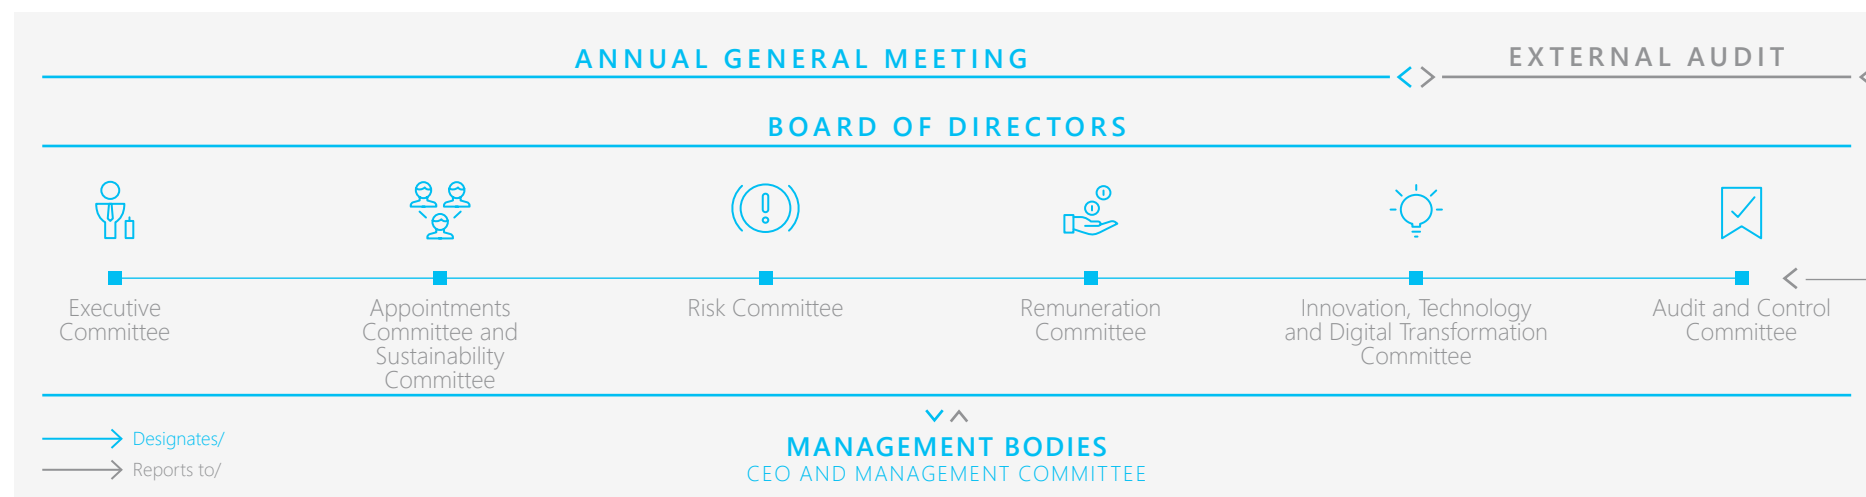 ANNUAL GENERAL MEETING
EXTERNAL AUDIT
BOARD OF DIRECTORS
Executive
Committee
Appointments
Committee and
Sustainability
Committee
Risk Committee
Remuneration
Committee
Innovation, Technology
and Digital Transformation
Committee
Audit and Control
Committee
Designates/
Reports to/
MANAGEMENT BODIES
CEO AND MANAGEMENT COMMITTEE